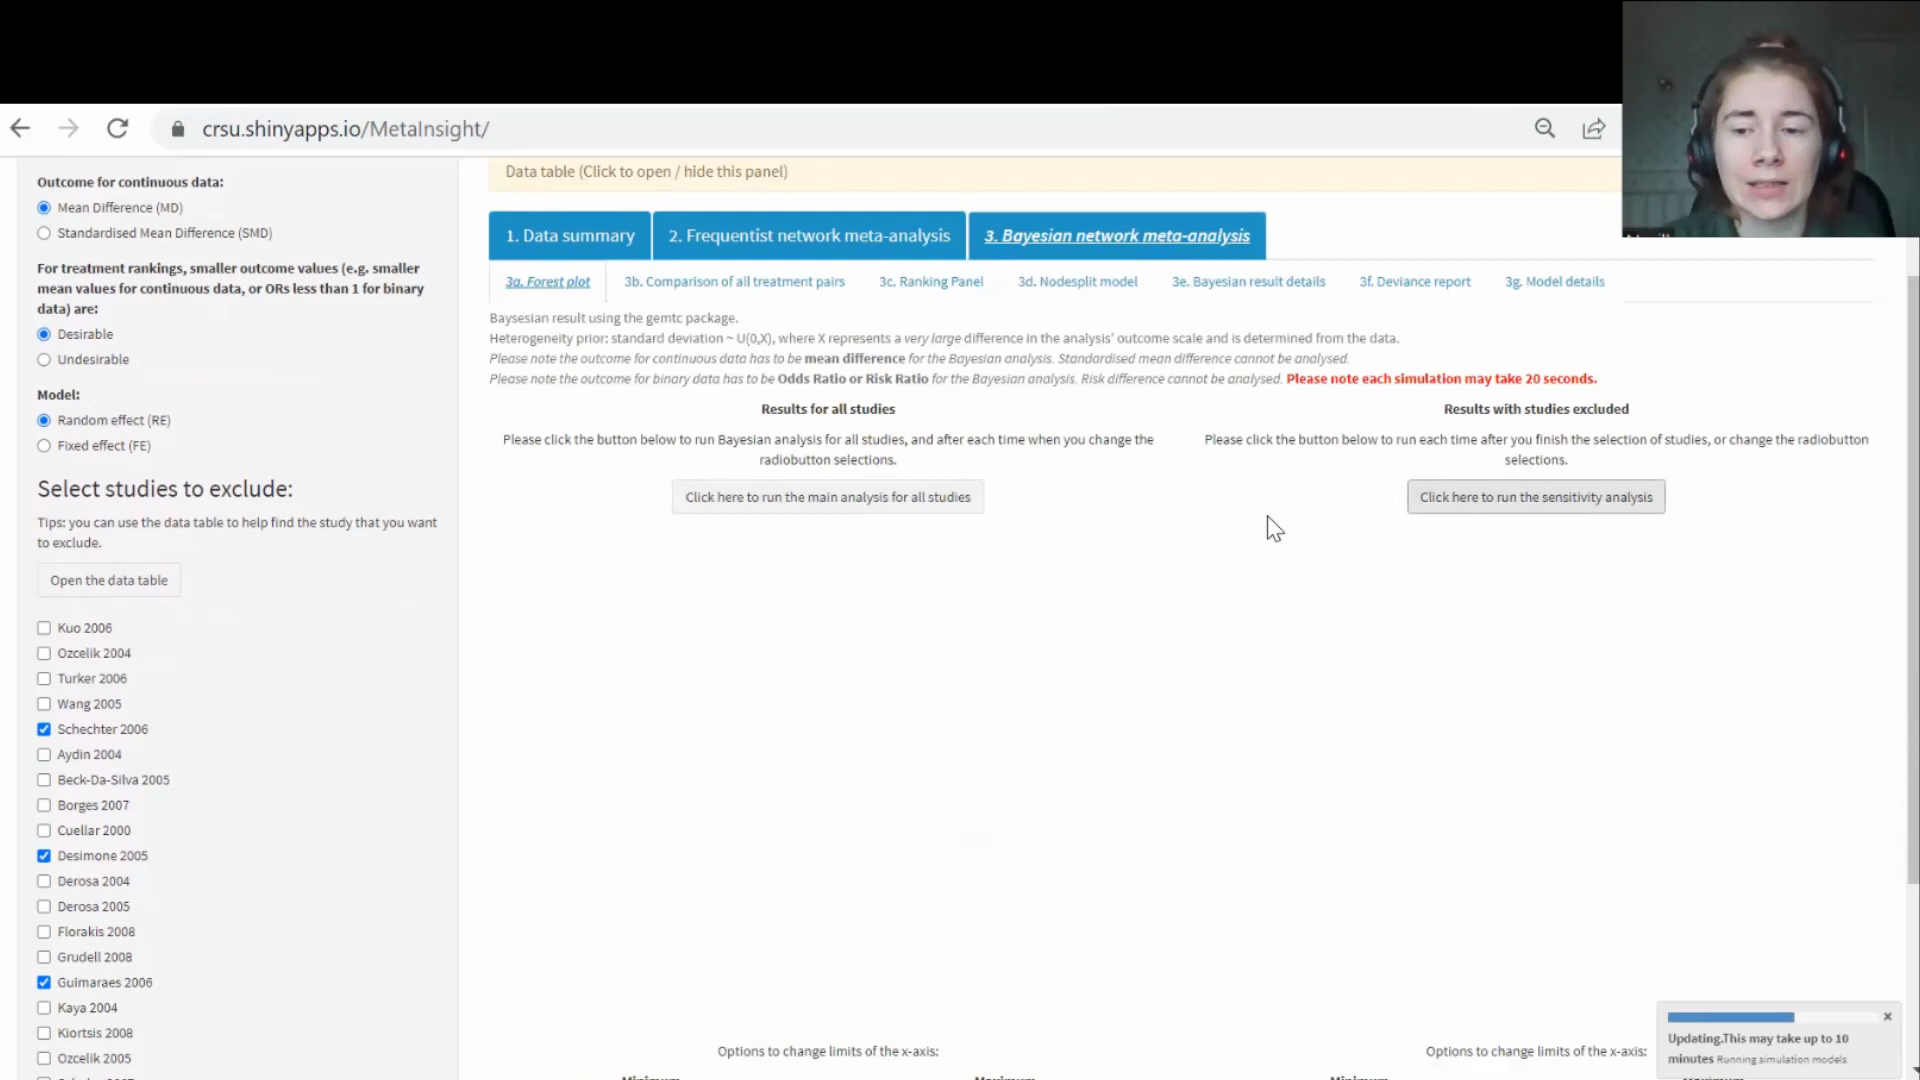 crsu.shinyapps.io/MetaInsight/
Outcome for continuous data:
Mean Difference (MD)
Standardised Mean Difference (SMD)
For treatment rankings, smaller outcome values (e.g. smaller
mean values for continuous data, or ORs less than 1 for binary
data) are:
Desirable
Undesirable
Model:
Random effect (RE)
Fixed effect (FE)
Select studies to exclude:
Tips: you can use the data table to help find the study that you want
to exclude.
Open the data table
Kuo 2006
Ozcelik 2004
Turker 2006
Wang 2005
Schechter 2006
Aydin 2004
Beck-Da-Silva 2005
Borges 2007
Cuellar 2000
Desimone 2005
Derosa 2004
Derosa 2005
Florakis 2008
Grudell 2008
Guimaraes 2006
Kaya 2004
Kiortsis 2008
Ozcelik 2005
Data table (Click to open / hide this panel)
1. Data summary
2. Frequentist network meta-analysis
3. Bayesian network meta-analysis
3a. Forest plot
3b. Comparison of all treatment pairs
3c. Ranking Panel
3d. Nodesplit model
3e. Bayesian result details
3f. Deviance report
3g. Model details
Baysesian result using the gemtc package.
Heterogeneity prior: standard deviation ~ U(0,X), where X represents a very large difference in the analysis' outcome scale and is determined from the data.
Please note the outcome for continuous data has to be mean difference for the Bayesian analysis. Standardised mean difference cannot be analysed.
Please note the outcome for binary data has to be Odds Ratio or Risk Ratio for the Bayesian analysis. Risk difference cannot be analysed. Please note each simulation may take 20 seconds.
Results for all studies
Please click the button below to run Bayesian analysis for all studies, and after each time when you change the
radiobutton selections.
Click here to run the main analysis for all studies
Results with studies excluded
Please click the button below to run each time after you finish the selection of studies, or change the radiobutton
selections.
Click here to run the sensitivity analysis
Options to change limits of the x-axis:
Minimum
Maximum
Options to change limits of the x-axis:
Minimum
Maximum
Updating.This may take up to 10
minutes Running simulation models